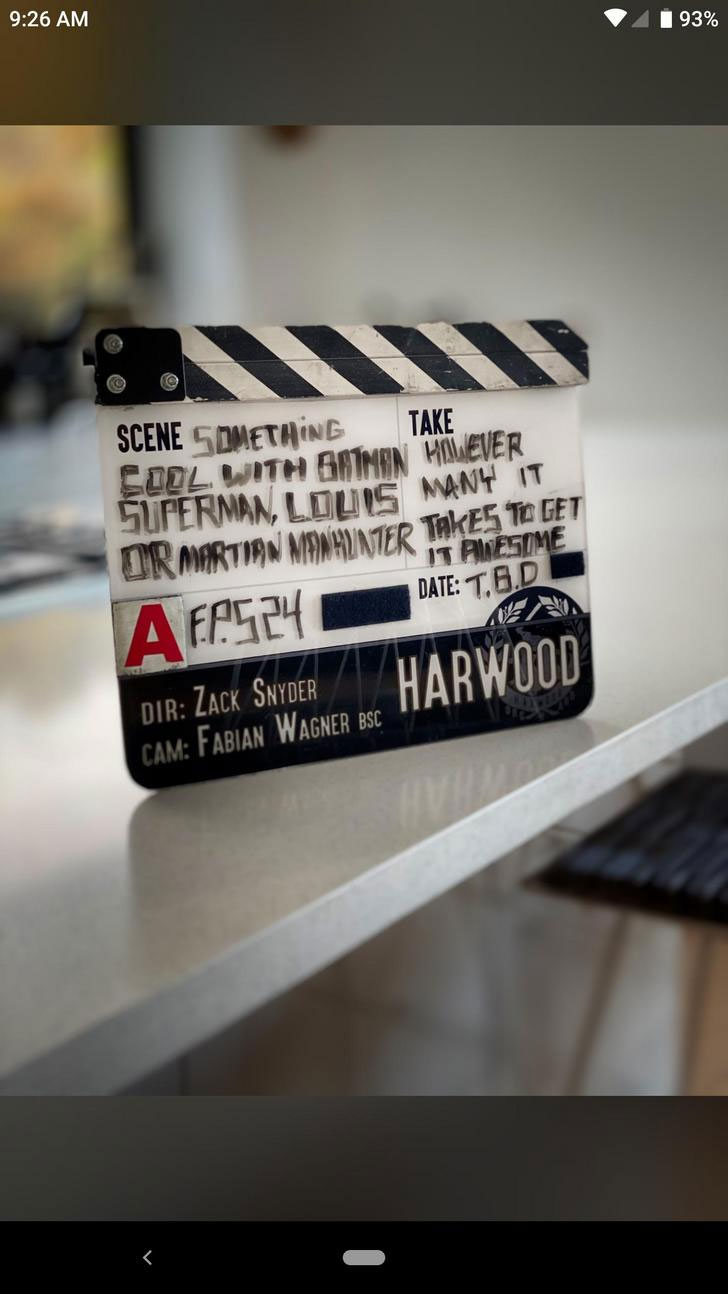 9:26 AM
93%
SCENE SOMETHING
COOL WITH BATMAN
SUPERMAN, LOUIS
OR MARTIAN MANHUNTER
TAKE
HOWEVER
MANY IT
TAKES TO GET
IT AWESOME
DATE: T.B.D
A F.P.S 24
HARWOOD
DIR: ZACK SNYDER
CAM: FABIAN WAGNER BSC